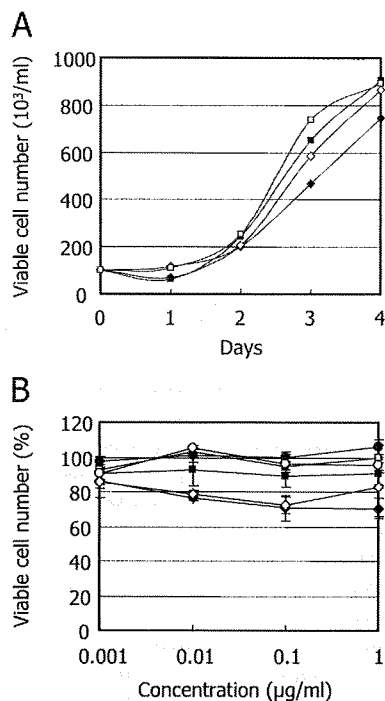 A
Viable cell number (10³/ml)
1000
800
600
400
200
0
0 1 2 3 4
Days
B
Viable cell number (%)
120
100
80
60
40
20
0
0.001 0.01 0.1 1
Concentration (µg/ml)